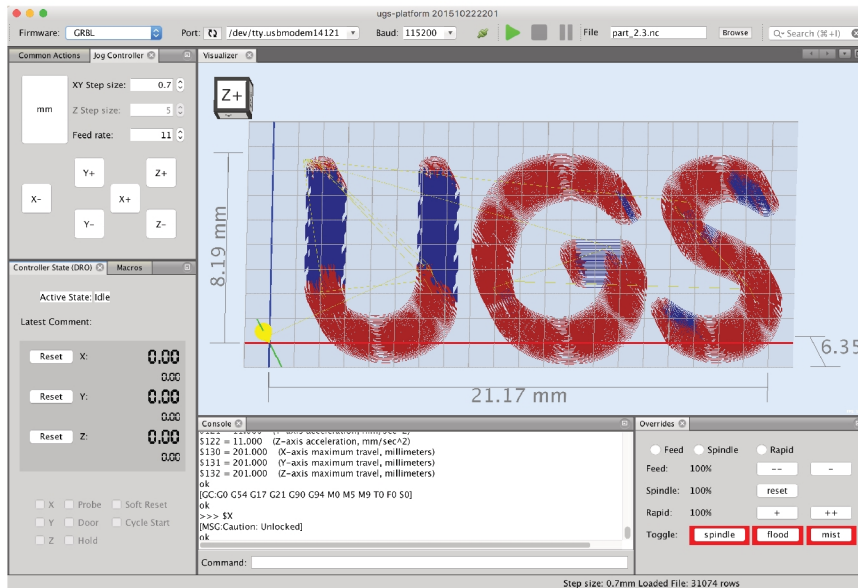 ugs-platform 201510222201
Firmware: GRBL Port: /dev/tty.usbmodem14121 Baud: 115200 File part_2.3.nc Browse Search (⌘+I)
Common Actions Jog Controller Visualizer
mm
XY Step size: 0.7
Z Step size: 5
Feed rate: 11
Y+ Z+
X- X+
Y- Z-
Z+
UGS
8.19 mm
21.17 mm
6.35
Controller State (DRO) Macros
Active State: Idle
Latest Comment:
Reset X: 0.00
0.00
Reset Y: 0.00
0.00
Reset Z: 0.00
0.00
X Probe Soft Reset
Y Door Cycle Start
Z Hold
Console
$122 = 11.000 (Z-axis acceleration, mm/sec^2)
$130 = 201.000 (X-axis maximum travel, millimeters)
$131 = 201.000 (Y-axis maximum travel, millimeters)
$132 = 201.000 (Z-axis maximum travel, millimeters)
ok
[GC:G0 G54 G17 G21 G90 G94 M0 M5 M9 T0 F0 S0]
ok
>>> $X
[MSG:Caution: Unlocked]
ok
Command:
Overrides
Feed Spindle Rapid
Feed: 100% -- -
Spindle: 100% reset
Rapid: 100% + ++
Toggle: spindle flood mist
Step size: 0.7mm Loaded File: 31074 rows